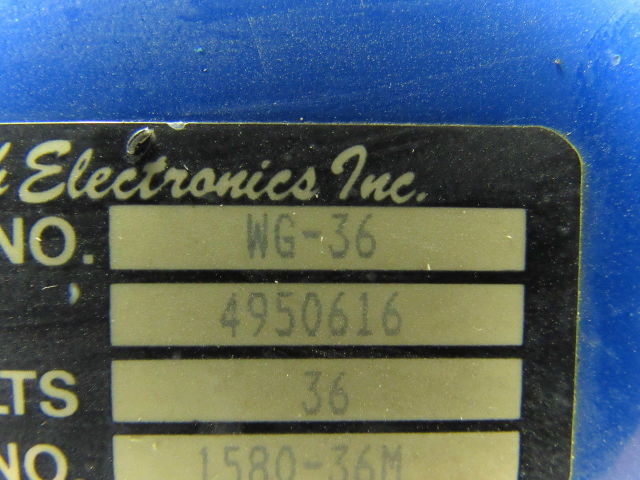 Electronics Inc.
NO. WG-36
4950616
LTS 36
NO. 1580-36M